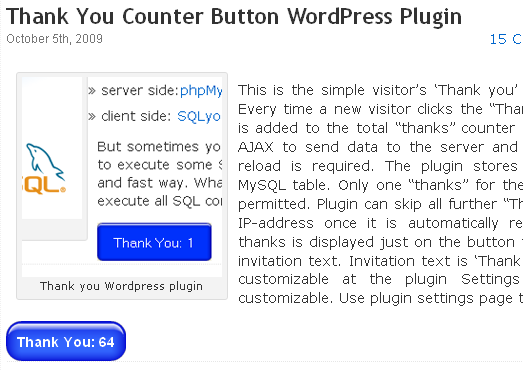 Thank You Counter Button WordPress Plugin
October 5th, 2009
15 C
» server side:phpMy
» client side: SQLyo
But sometimes yo
to execute some S
and fast way. Wha
execute all SQL cor
SQL
Thank You: 1
Thank you Wordpress plugin
This is the simple visitor's 'Thank you'
Every time a new visitor clicks the "Than
is added to the total "thanks" counter
AJAX to send data to the server and
reload is required. The plugin stores
MySQL table. Only one "thanks" for the
permitted. Plugin can skip all further "Th
IP-address once it is automatically re
thanks is displayed just on the button
invitation text. Invitation text is 'Thank
customizable at the plugin Settings
customizable. Use plugin settings page t
Thank You: 64